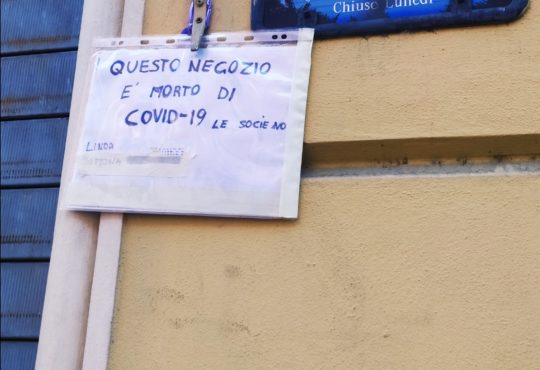 Chiuso Lunedì
QUESTO NEGOZIO
E' MORTO DI
COVID-19 LE SOCIE NO
LINDA